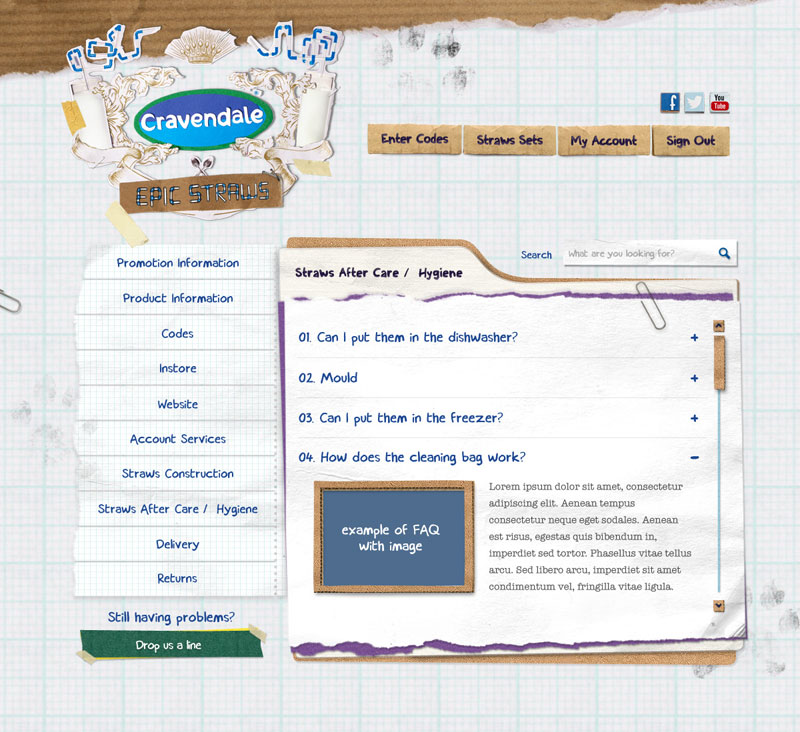 Cravendale
EPIC STRAWS
f
You
Tube
Enter Codes
Straws Sets
My Account
Sign Out
Search
What are you looking for?
Promotion Information
Product Information
Codes
Instore
Website
Account Services
Straws Construction
Straws After Care / Hygiene
Delivery
Returns
Still having problems?
Drop us a line
Straws After Care / Hygiene
01. Can I put them in the dishwasher?
+
02. Mould
+
03. Can I put them in the freezer?
+
04. How does the cleaning bag work?
-
example of FAQ
with image
Lorem ipsum dolor sit amet, consectetur
adipiscing elit. Aenean tempus
consectetur neque eget sodales. Aenean
est risus, egestas quis bibendum in,
imperdiet sed tortor. Phasellus vitae tellus
arcu. Sed libero arcu, imperdiet sit amet
condimentum vel, fringilla vitae ligula.